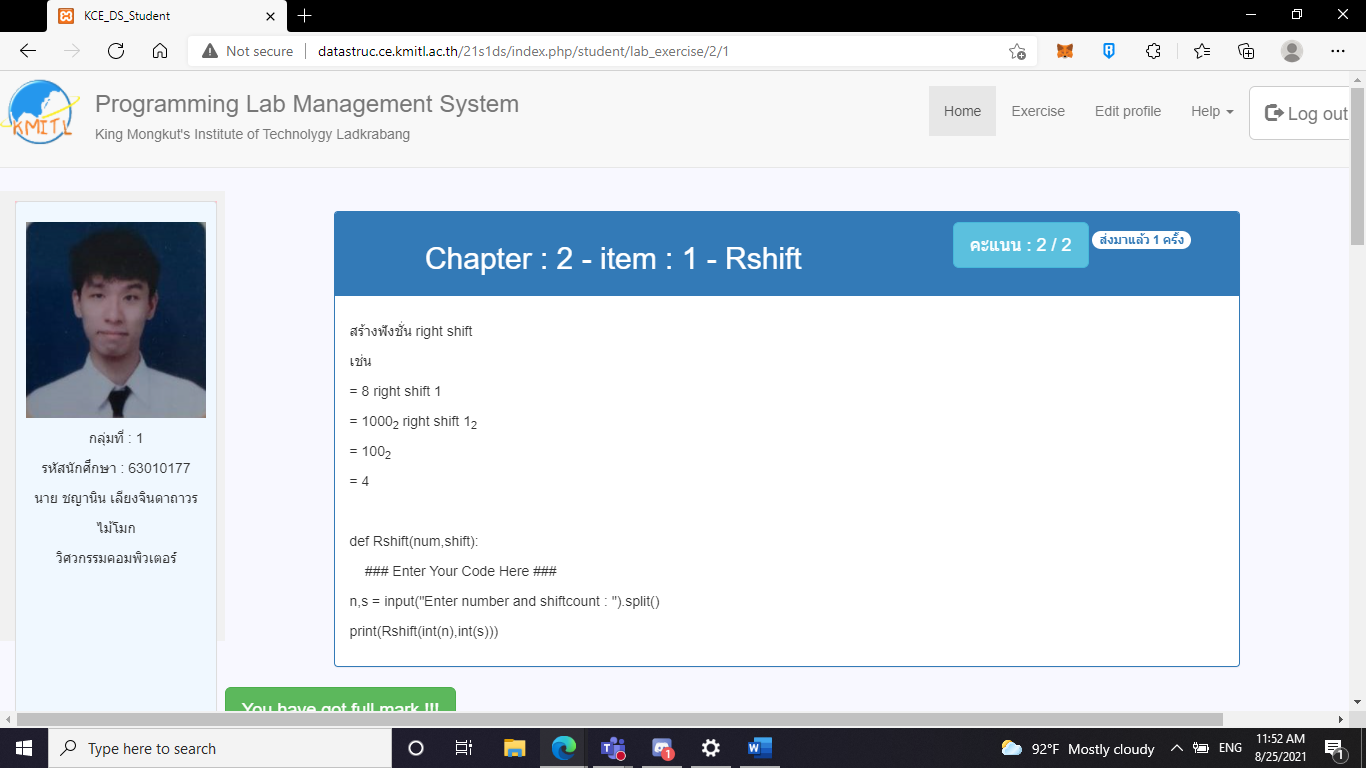 KCE_DS_Student
Not secure
datastruc.ce.kmitl.ac.th/21s1ds/index.php/student/lab_exercise/2/1
KMITL
Programming Lab Management System
King Mongkut's Institute of Technolygy Ladkrabang
Home
Exercise
Edit profile
Help
Log out
กลุ่มที่ : 1
รหัสนักศึกษา : 63010177
นาย ชญานิน เลียงจินดาถาวร
ไม้โมก
วิศวกรรมคอมพิวเตอร์
Chapter : 2 - item : 1 - Rshift
คะแนน : 2 / 2
ส่งมาแล้ว 1 ครั้ง
สร้างฟังชั่น right shift
เช่น
= 8 right shift 1
= 1000₂ right shift 1₂
= 100₂
= 4
def Rshift(num,shift):
### Enter Your Code Here ###
n,s = input("Enter number and shiftcount : ").split()
print(Rshift(int(n),int(s)))
You have got full mark !!!
Type here to search
1
92°F Mostly cloudy
ENG
11:52 AM
8/25/2021
1